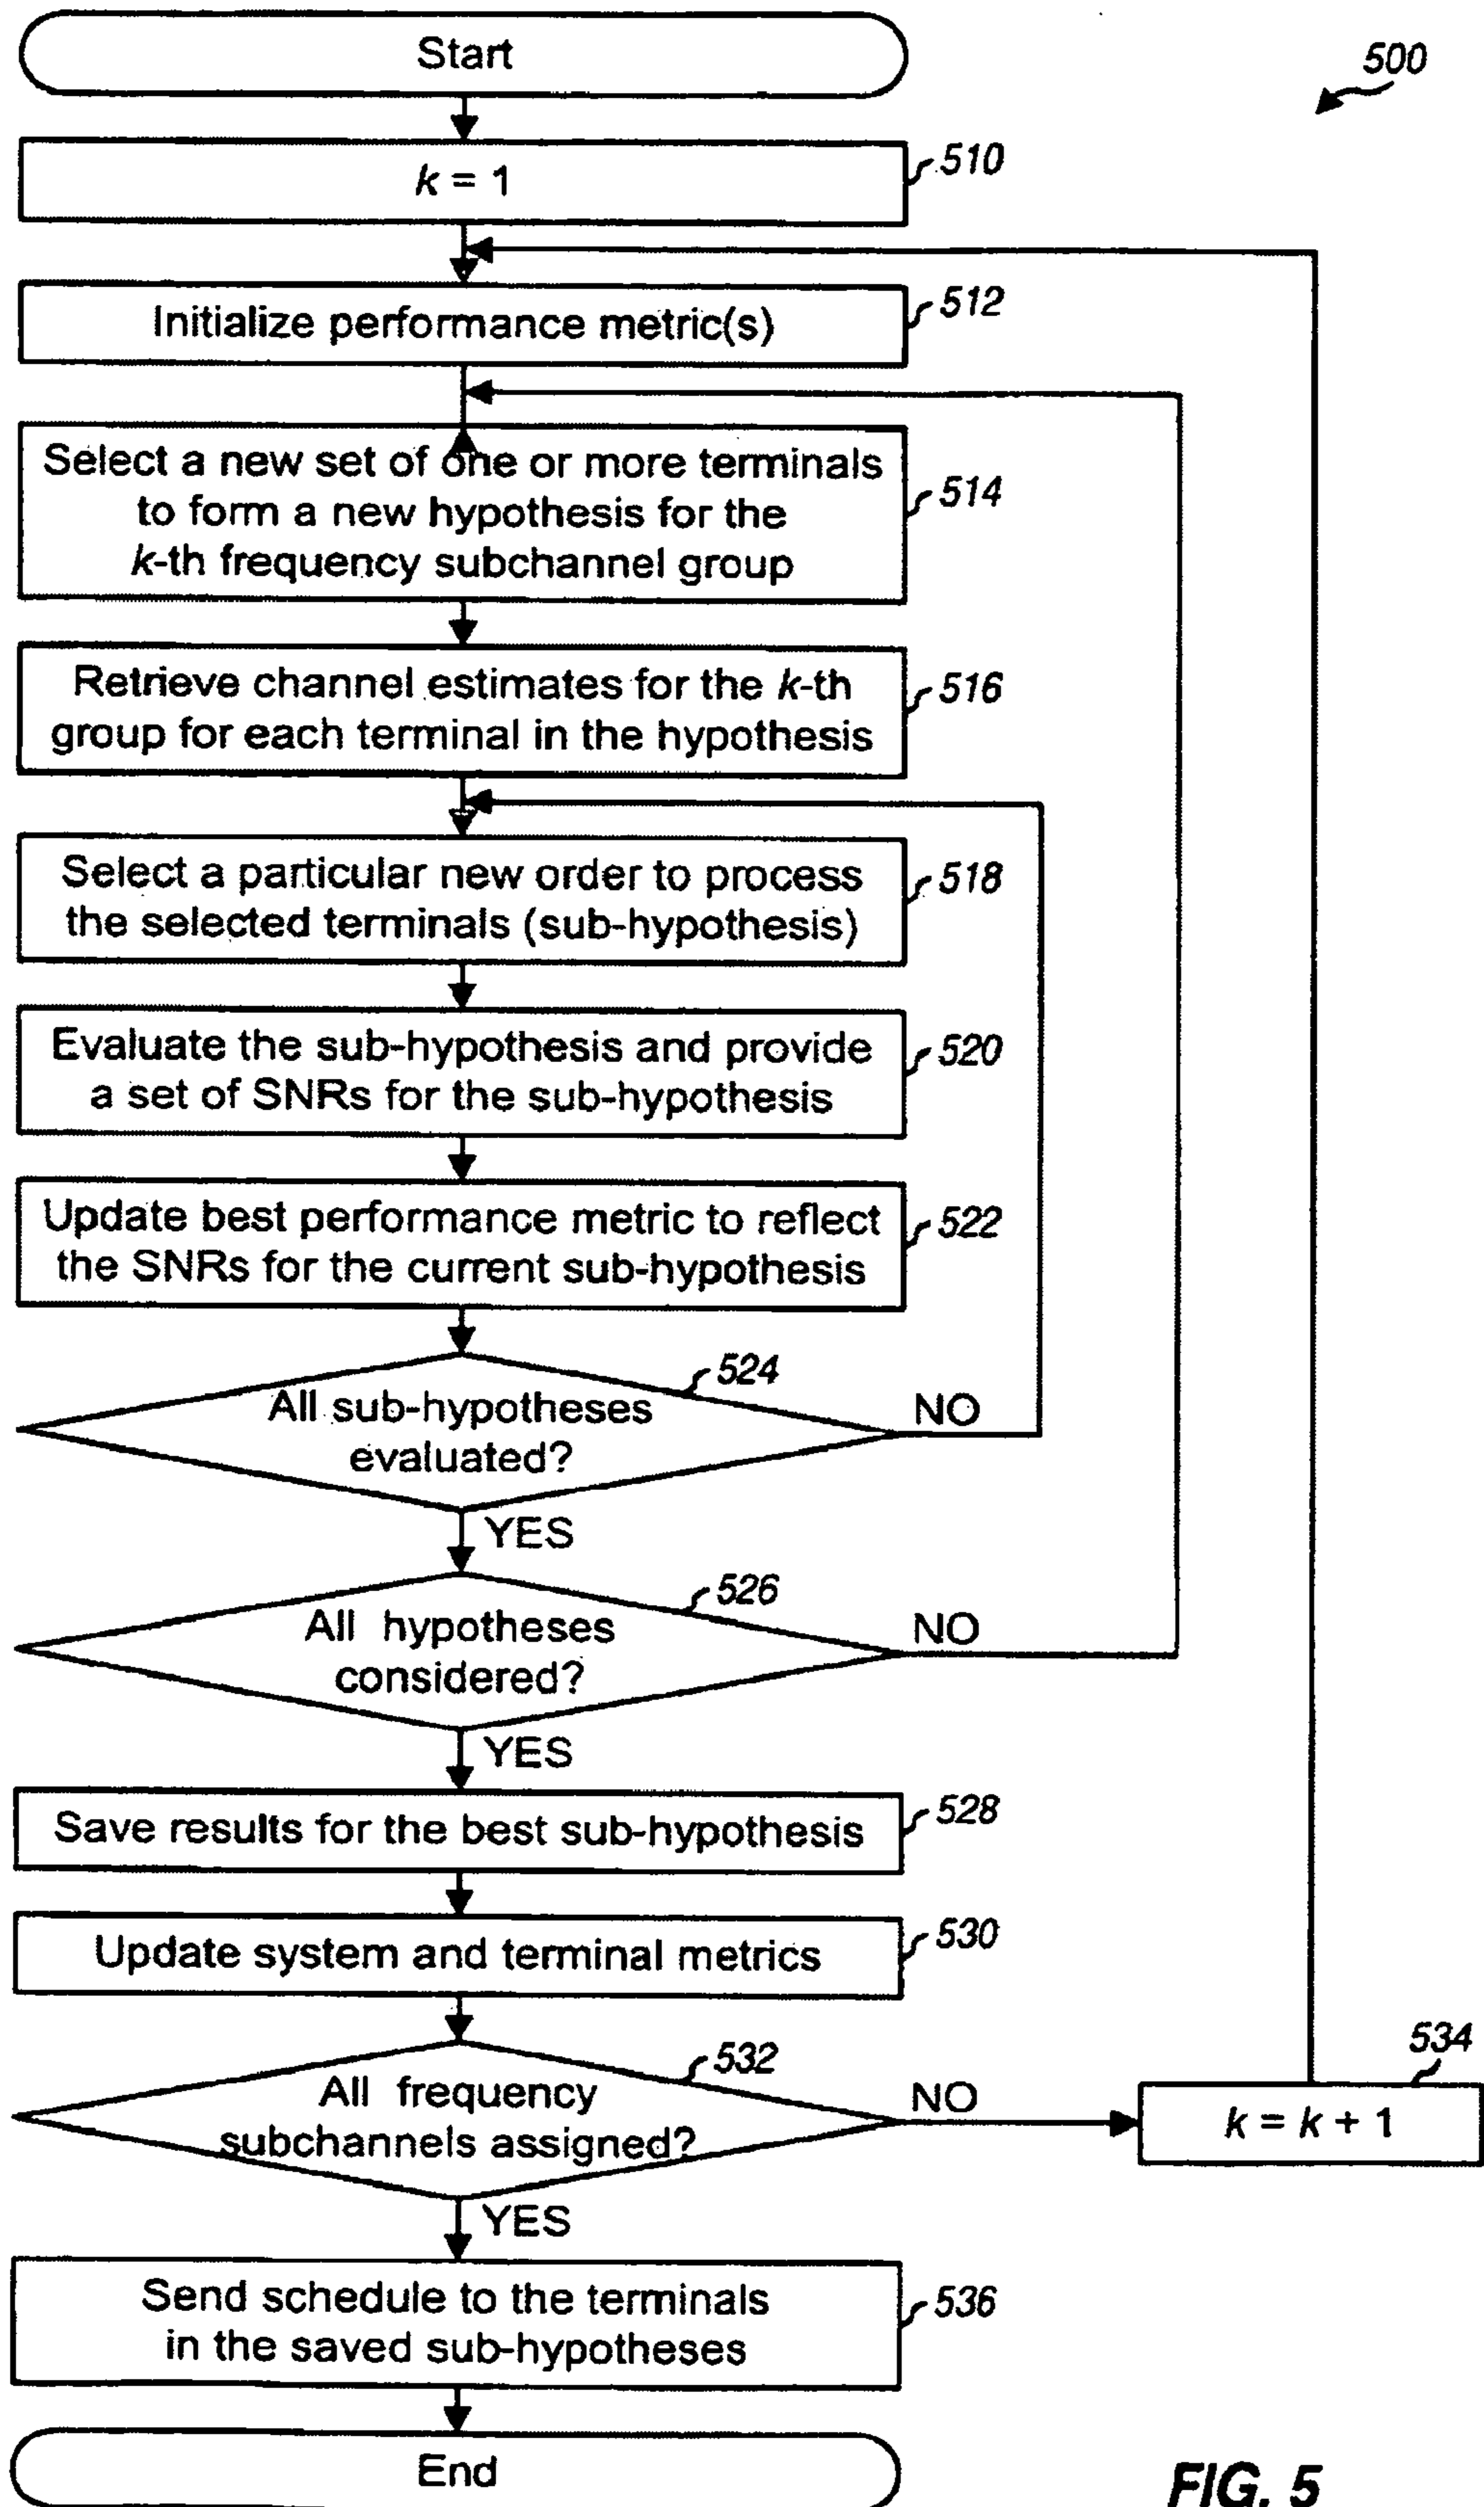 Start
500
k = 1
510
Initialize performance metric(s)
512
Select a new set of one or more terminals
to form a new hypothesis for the
k-th frequency subchannel group
514
Retrieve channel estimates for the k-th
group for each terminal in the hypothesis
516
Select a particular new order to process
the selected terminals (sub-hypothesis)
518
Evaluate the sub-hypothesis and provide
a set of SNRs for the sub-hypothesis
520
Update best performance metric to reflect
the SNRs for the current sub-hypothesis
522
524
All sub-hypotheses
evaluated?
NO
YES
526
All hypotheses
considered?
NO
YES
Save results for the best sub-hypothesis
528
Update system and terminal metrics
530
532
All frequency
subchannels assigned?
NO
534
k = k + 1
YES
Send schedule to the terminals
in the saved sub-hypotheses
536
End
FIG. 5